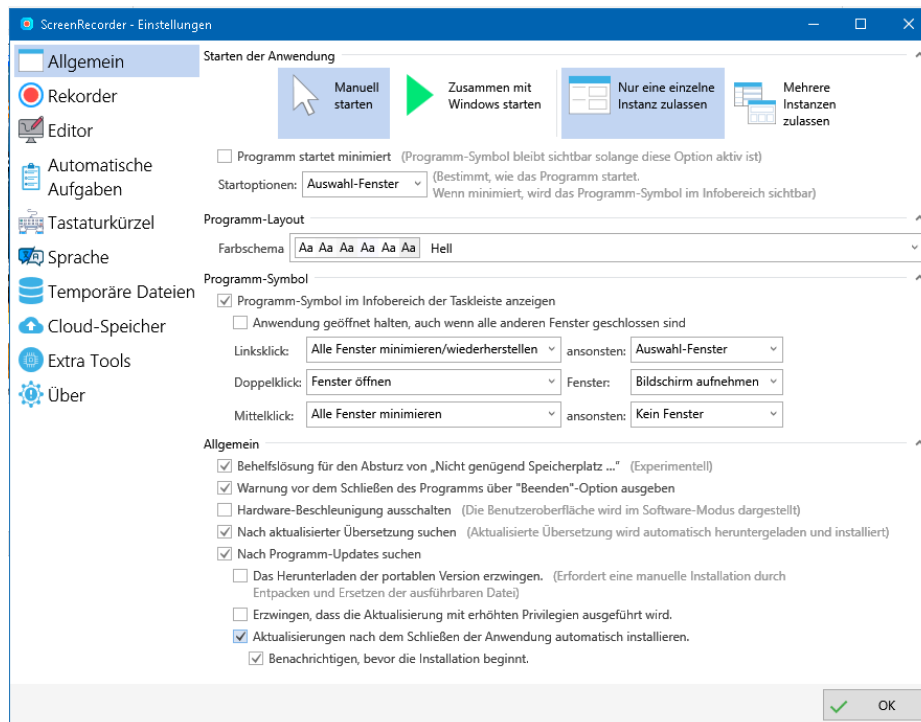 ScreenRecorder - Einstellungen
Allgemein
Rekorder
Editor
Automatische
Aufgaben
Tastaturkürzel
Sprache
Temporäre Dateien
Cloud-Speicher
Extra Tools
Über
Starten der Anwendung
Manuell
starten
Zusammen mit
Windows starten
Nur eine einzelne
Instanz zulassen
Mehrere
Instanzen
zulassen
Programm startet minimiert (Programm-Symbol bleibt sichtbar solange diese Option aktiv ist)
Startoptionen: Auswahl-Fenster (Bestimmt, wie das Programm startet.
Wenn minimiert, wird das Programm-Symbol im Infobereich sichtbar)
Programm-Layout
Farbschema Aa Aa Aa Aa Aa Aa Hell
Programm-Symbol
Programm-Symbol im Infobereich der Taskleiste anzeigen
Anwendung geöffnet halten, auch wenn alle anderen Fenster geschlossen sind
Linksklick: Alle Fenster minimieren/wiederherstellen ansonsten: Auswahl-Fenster
Doppelklick: Fenster öffnen Fenster: Bildschirm aufnehmen
Mittelklick: Alle Fenster minimieren ansonsten: Kein Fenster
Allgemein
Behelfslösung für den Absturz von „Nicht genügend Speicherplatz ...“ (Experimentell)
Warnung vor dem Schließen des Programms über "Beenden"-Option ausgeben
Hardware-Beschleunigung ausschalten (Die Benutzeroberfläche wird im Software-Modus dargestellt)
Nach aktualisierter Übersetzung suchen (Aktualisierte Übersetzung wird automatisch heruntergeladen und installiert)
Nach Programm-Updates suchen
Das Herunterladen der portablen Version erzwingen. (Erfordert eine manuelle Installation durch
Entpacken und Ersetzen der ausführbaren Datei)
Erzwingen, dass die Aktualisierung mit erhöhten Privilegien ausgeführt wird.
Aktualisierungen nach dem Schließen der Anwendung automatisch installieren.
Benachrichtigen, bevor die Installation beginnt.
OK